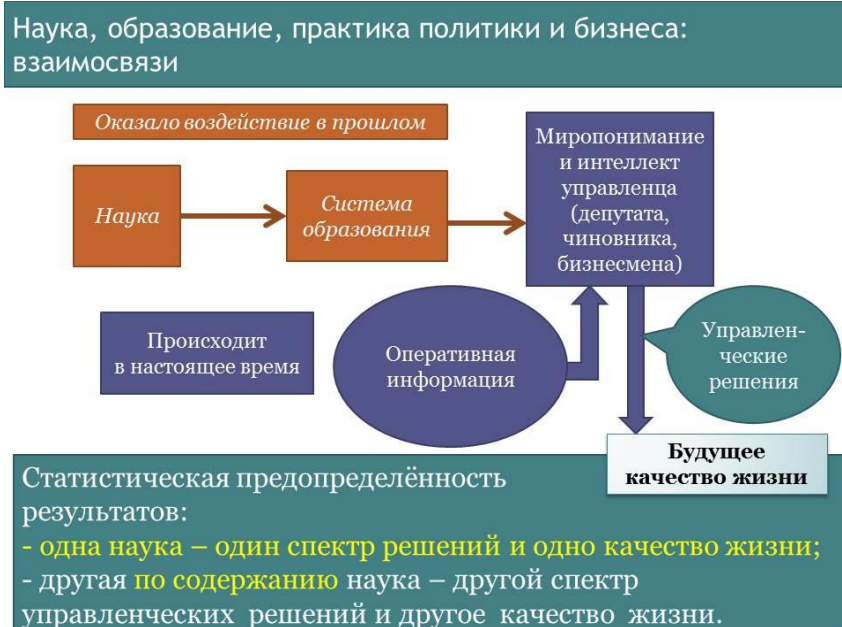 Наука, образование, практика политики и бизнеса:
взаимосвязи
Оказало воздействие в прошлом
Наука
Система
образования
Миропонимание
и интеллект
управленца
(депутата,
чиновника,
бизнесмена)
Происходит
в настоящее время
Оперативная
информация
Управлен-
ческие
решения
Будущее
качество жизни
Статистическая предопределённость
результатов:
- одна наука – один спектр решений и одно качество жизни;
- другая по содержанию наука – другой спектр
управленческих решений и другое качество жизни.